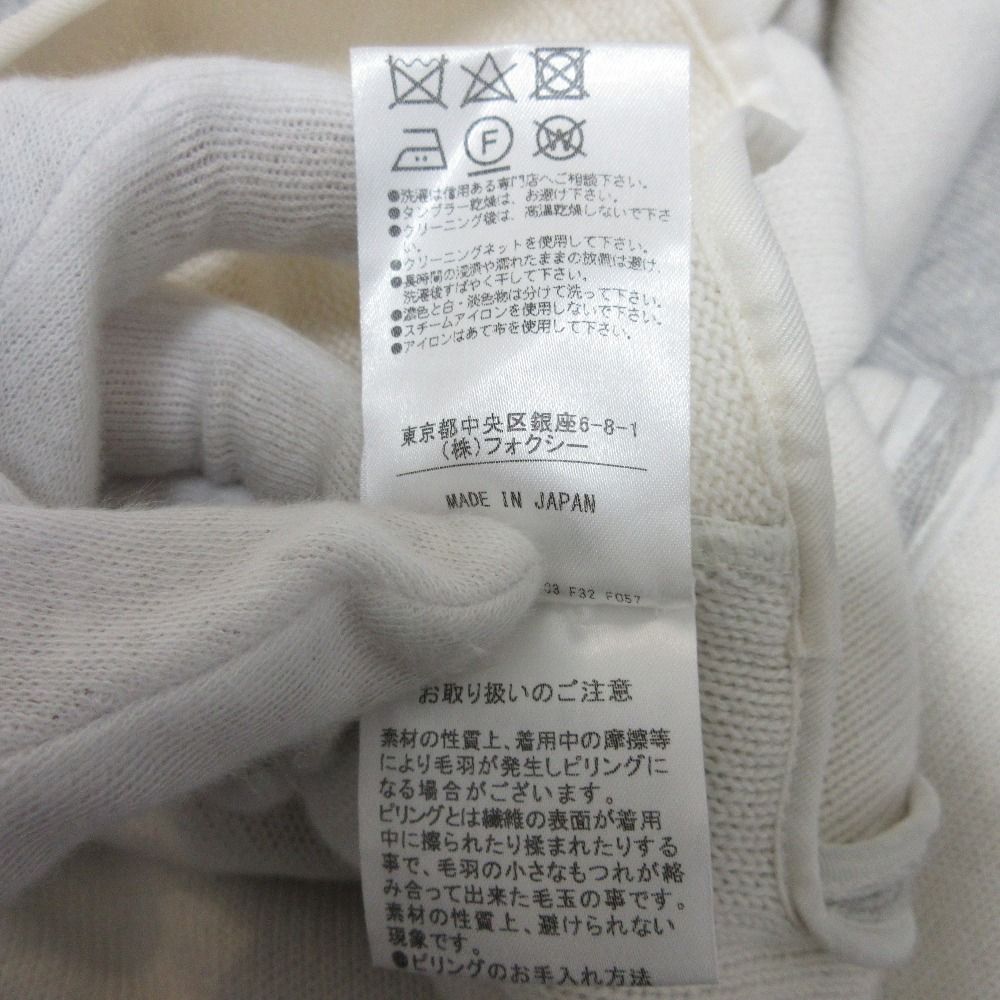 F
W
●洗濯は信用ある専門店へご相談下さい。
●タンブラー乾燥は、お避け下さい。
●クリーニング後は、高温乾燥しないで下さ
い。
●クリーニングネットを使用して下さい。
●長時間の浸漬や濡れたままの放置は避け、
洗濯後すばやく干して下さい。
●濃色と白・淡色物は分けて洗って下さい。
●スチームアイロンを使用しないで下さい。
●アイロンはあて布を使用して下さい。
東京都中央区銀座6-8-1
(株)フォクシー
MADE IN JAPAN
03 F32 F057
お取り扱いのご注意
素材の性質上、着用中の摩擦等
により毛羽が発生しピリングに
なる場合がございます。
ピリングとは繊維の表面が着用
中に擦られたり揉まれたりする
事で、毛羽の小さなもつれが絡
み合って出来た毛玉の事です。
素材の性質上、避けられない
現象です。
●ピリングのお手入れ方法